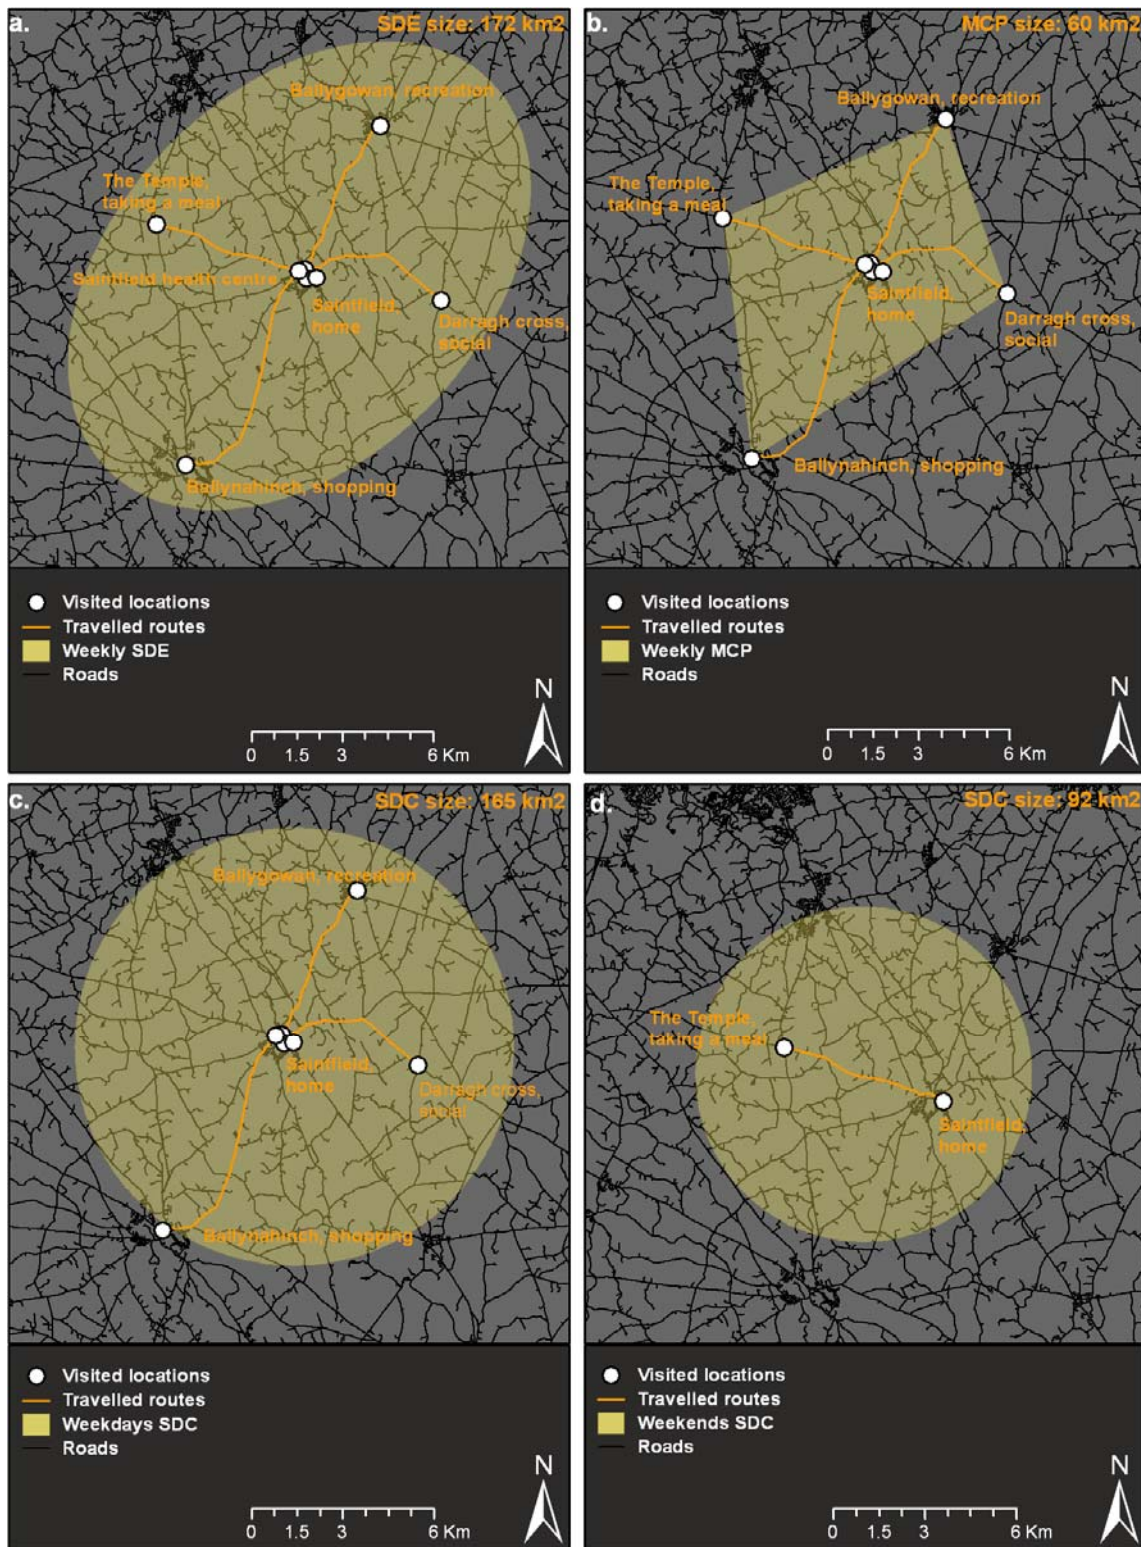 a.
SDE size: 172 km2
Ballygowan, recreation
The Temple,
taking a meal
Saintfield health centre
Saintfield,
home
Darragh cross,
social
Ballynahinch, shopping
Visited locations
Travelled routes
Weekly SDE
Roads
N
0 1.5 3 6 Km
b.
MCP size: 60 km2
Ballygowan, recreation
The Temple,
taking a meal
Saintfield,
home
Darragh cross,
social
Ballynahinch, shopping
Visited locations
Travelled routes
Weekly MCP
Roads
N
0 1.5 3 6 Km
c.
SDC size: 165 km2
Ballygowan, recreation
Saintfield,
home
Darragh cross,
social
Ballynahinch, shopping
Visited locations
Travelled routes
Weekdays SDC
Roads
N
0 1.5 3 6 Km
d.
SDC size: 92 km2
The Temple,
taking a meal
Saintfield,
home
Visited locations
Travelled routes
Weekends SDC
Roads
N
0 1.5 3 6 Km